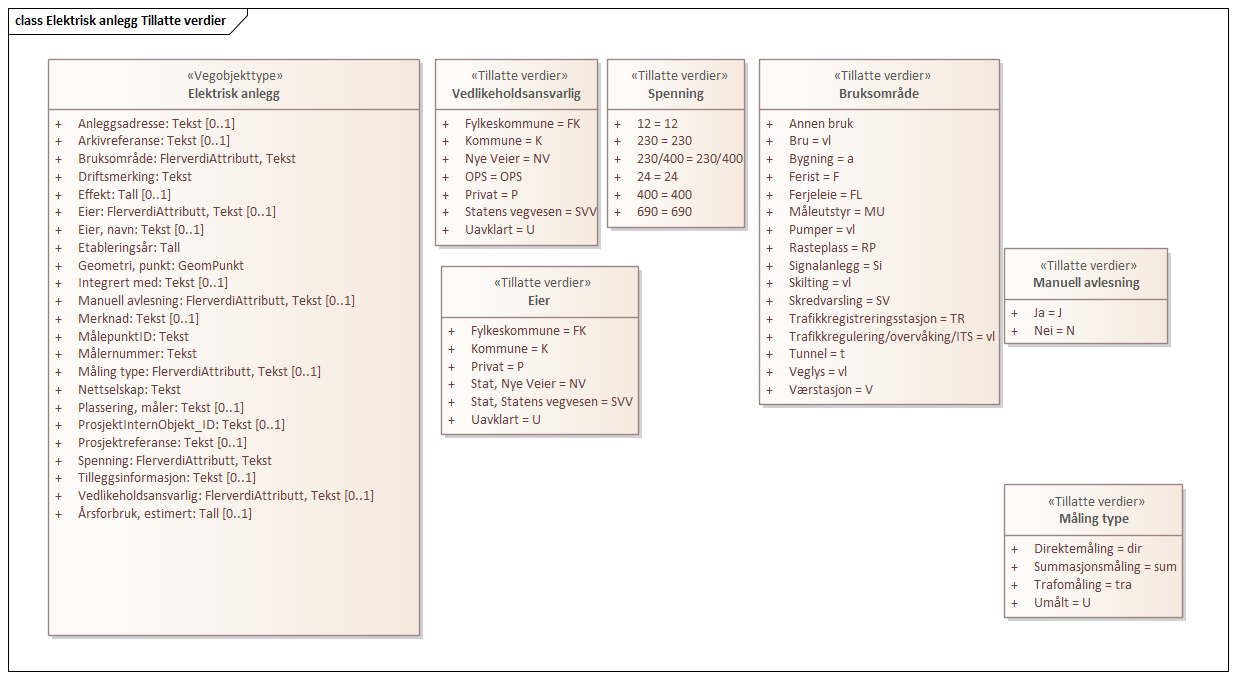 class Elektrisk anlegg Tillatte verdier
«Vegobjekttype»
Elektrisk anlegg
+ Anleggsadresse: Tekst [0..1]
+ Arkivreferanse: Tekst [0..1]
+ Bruksområde: FlerverdiAttributt, Tekst
+ Driftsmerking: Tekst
+ Effekt: Tall [0..1]
+ Eier: FlerverdiAttributt, Tekst [0..1]
+ Eier, navn: Tekst [0..1]
+ Etableringsår: Tall
+ Geometri, punkt: GeomPunkt
+ Integrert med: Tekst [0..1]
+ Manuell avlesning: FlerverdiAttributt, Tekst [0..1]
+ Merknad: Tekst [0..1]
+ MålepunktID: Tekst
+ Målernummer: Tekst
+ Måling type: FlerverdiAttributt, Tekst [0..1]
+ Nettselskap: Tekst
+ Plassering, måler: Tekst [0..1]
+ ProsjektInternObjekt_ID: Tekst [0..1]
+ Prosjektreferanse: Tekst [0..1]
+ Spenning: FlerverdiAttributt, Tekst
+ Tilleggsinformasjon: Tekst [0..1]
+ Vedlikeholdsansvarlig: FlerverdiAttributt, Tekst [0..1]
+ Årsforbruk, estimert: Tall [0..1]
«Tillatte verdier»
Vedlikeholdsansvarlig
+ Fylkeskommune = FK
+ Kommune = K
+ Nye Veier = NV
+ OPS = OPS
+ Privat = P
+ Statens vegvesen = SVV
+ Uavklart = U
«Tillatte verdier»
Spenning
+ 12 = 12
+ 230 = 230
+ 230/400 = 230/400
+ 24 = 24
+ 400 = 400
+ 690 = 690
«Tillatte verdier»
Bruksområde
+ Annen bruk
+ Bru = vl
+ Bygning = a
+ Ferist = F
+ Ferjeleie = FL
+ Måleutstyr = MU
+ Pumper = vl
+ Rasteplass = RP
+ Signalanlegg = Si
+ Skilting = vl
+ Skredvarsling = SV
+ Trafikkregistreringsstasjon = TR
+ Trafikkregulering/overvåking/ITS = vl
+ Tunnel = t
+ Veglys = vl
+ Værstasjon = V
«Tillatte verdier»
Eier
+ Fylkeskommune = FK
+ Kommune = K
+ Privat = P
+ Stat, Nye Veier = NV
+ Stat, Statens vegvesen = SVV
+ Uavklart = U
«Tillatte verdier»
Manuell avlesning
+ Ja = J
+ Nei = N
«Tillatte verdier»
Måling type
+ Direktemåling = dir
+ Summasjonsmåling = sum
+ Trafomåling = tra
+ Umålt = U